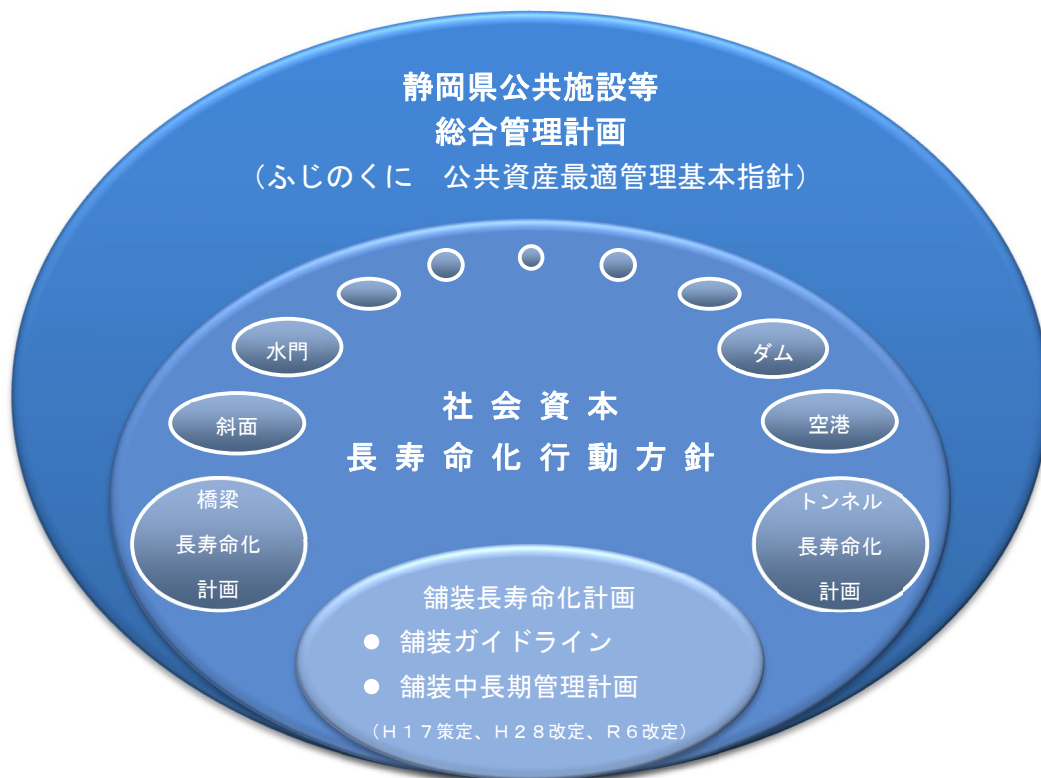 静岡県公共施設等
総合管理計画
（ふじのくに　公共資産最適管理基本指針）
水門
ダム
社 会 資 本
長 寿 命 化 行 動 方 針
斜面
空港
橋梁
長寿命化
計画
トンネル
長寿命化
計画
舗装長寿命化計画
● 舗装ガイドライン
● 舗装中長期管理計画
（Ｈ１７策定、Ｈ２８改定、Ｒ６改定）